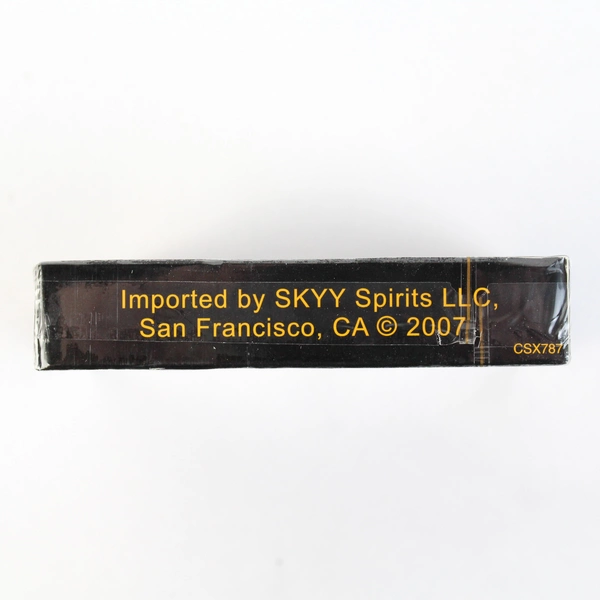 Imported by SKYY Spirits LLC,
San Francisco, CA © 2007
CSX787